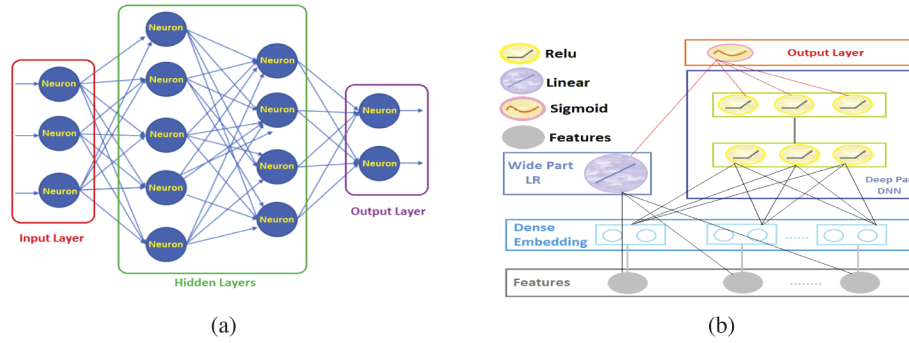 Neuron
Neuron
Neuron
Neuron
Neuron
Neuron
Neuron
Neuron
Neuron
Neuron
Neuron
Neuron
Neuron
Neuron
Input Layer
Hidden Layers
Output Layer
(a)
Relu
Linear
Sigmoid
Features
Output Layer
Wide Part
LR
Deep Pa
DNN
Dense
Embedding
Features
(b)